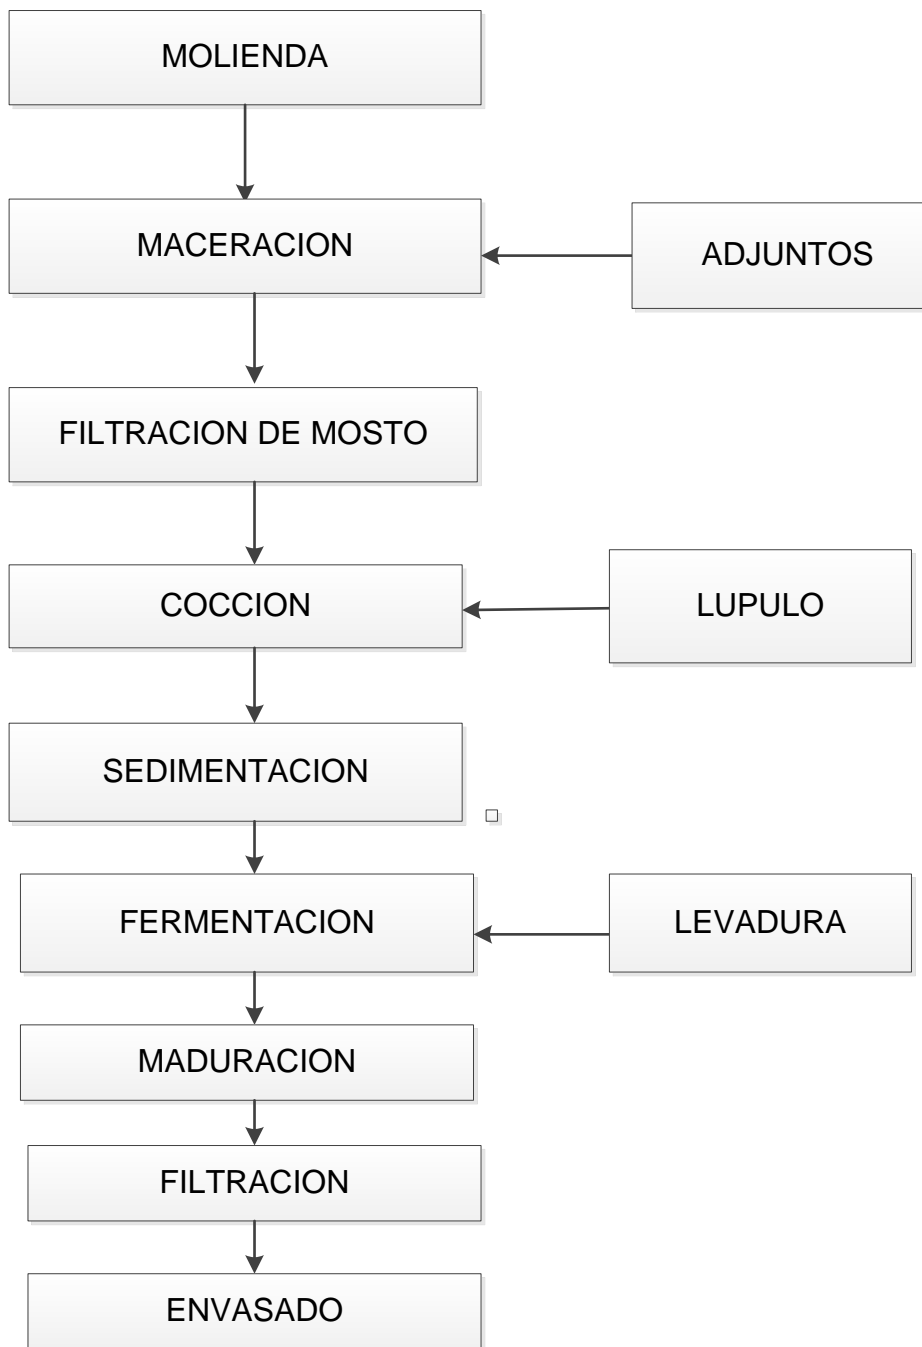 MOLIENDA
MACERACION
ADJUNTOS
FILTRACION DE MOSTO
COCCION
LUPULO
SEDIMENTACION
FERMENTACION
LEVADURA
MADURACION
FILTRACION
ENVASADO